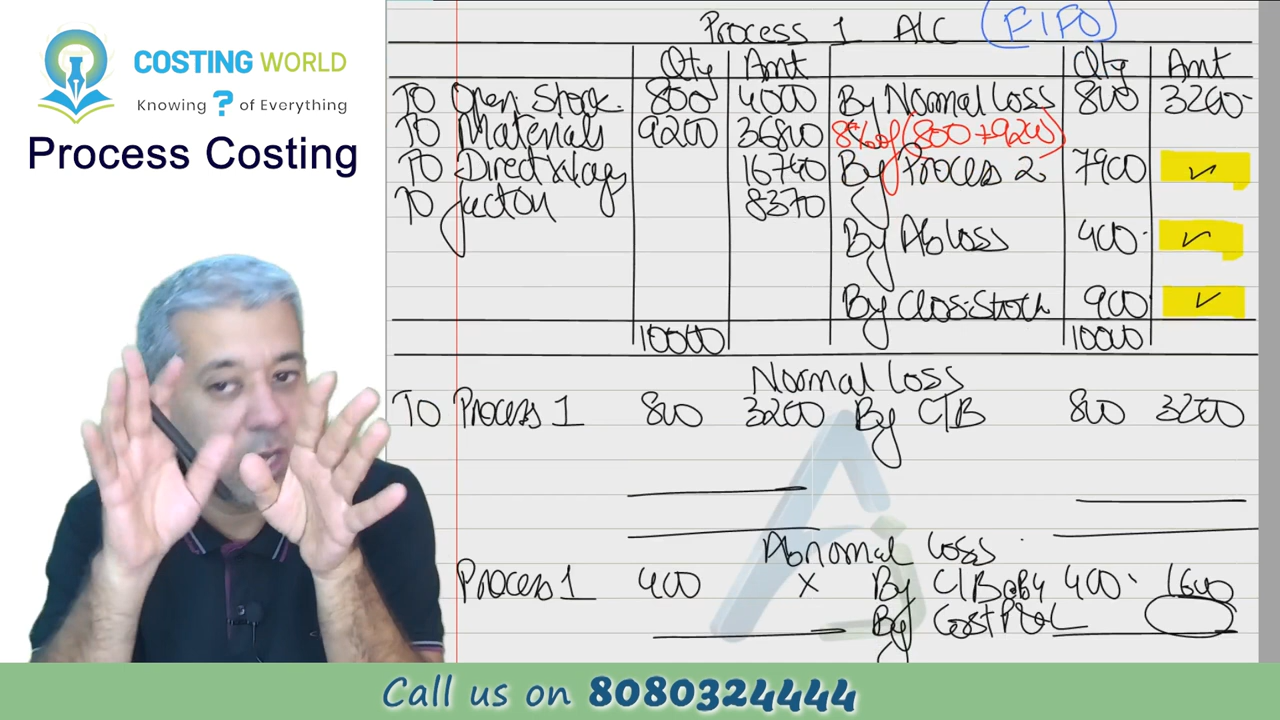 COSTING WORLD
Knowing ? of Everything
Process Costing
Process 1 A/C (FIFO)
Qty Amt Qty Amt
TO Open. Stock. 800 4000 By Normal Loss 800 3200
TO Materials 9200 36800 8% of (800 + 9200)
TO Direct Wages 16740 By Process 2 7900 ✓
TO factory 8370
By Ab loss 400 ✓
By Clos. Stock 900 ✓
10000 10000
Normal Loss
TO Process 1 800 3200 By C/B 800 3200
Abnormal Loss
Process 1 400 X By C/B @ By 400 1600
By Cost P&L
Call us on 8080324444